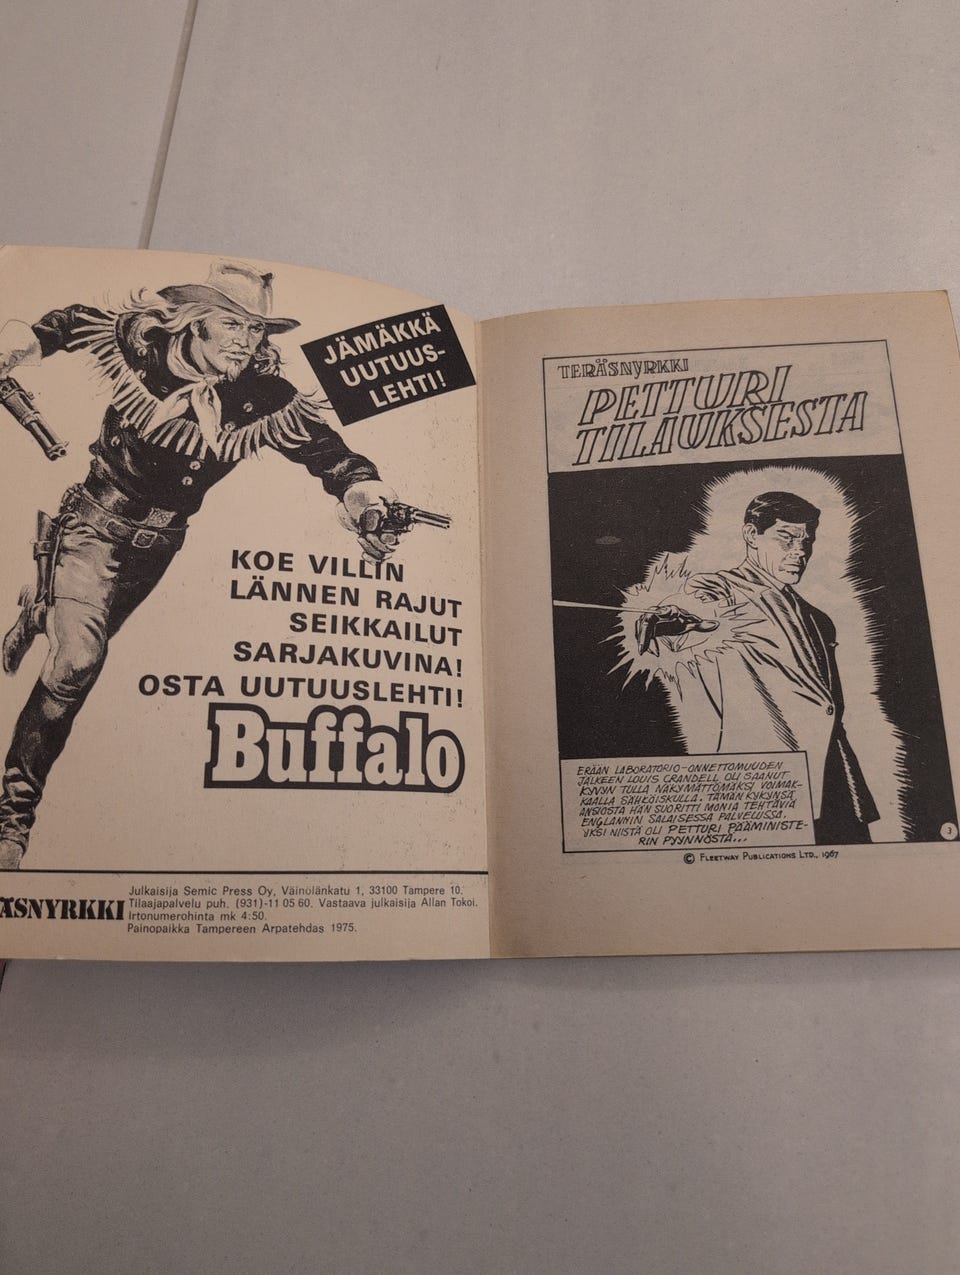 JÄMÄKKÄ
UUTUUS-
LEHTI!
KOE VILLIN
LÄNNEN RAJUT
SEIKKAILUT
SARJAKUVINA!
OSTA UUTUUSLEHTI!
Buffalo
ÄSNYRKKI
Julkaisija Semic Press Oy, Väinölänkatu 1, 33100 Tampere 10.
Tilaajapalvelu puh. (931)-11 05 60. Vastaava julkaisija Allan Tokoi.
Irtonumerohinta mk 4:50.
Painopaikka Tampereen Arpatehdas 1975.
TERÄSNYRKKI
PETTURI
TILAUKSESTA
ERÄÄN LABORATORIO-ONNETTOMUUDEN
JÄLKEEN LOUIS CRANDELL OLI SAANUT
KYVYN TULLA NÄKYMÄTTÖMÄKSI VOIMAK-
KAALLA SÄHKÖISKULLA. TÄMÄN KYKYNSÄ
ANSIOSTA HÄN SUORITTI MONIA TEHTÄVIÄ
ENGLANNIN SALAISESSA PALVELUSSA.
YKSI NIISTÄ OLI PETTURI PÄÄMINISTE-
RIN PYYNNÖSTÄ...
3
© FLEETWAY PUBLICATIONS LTD., 1967